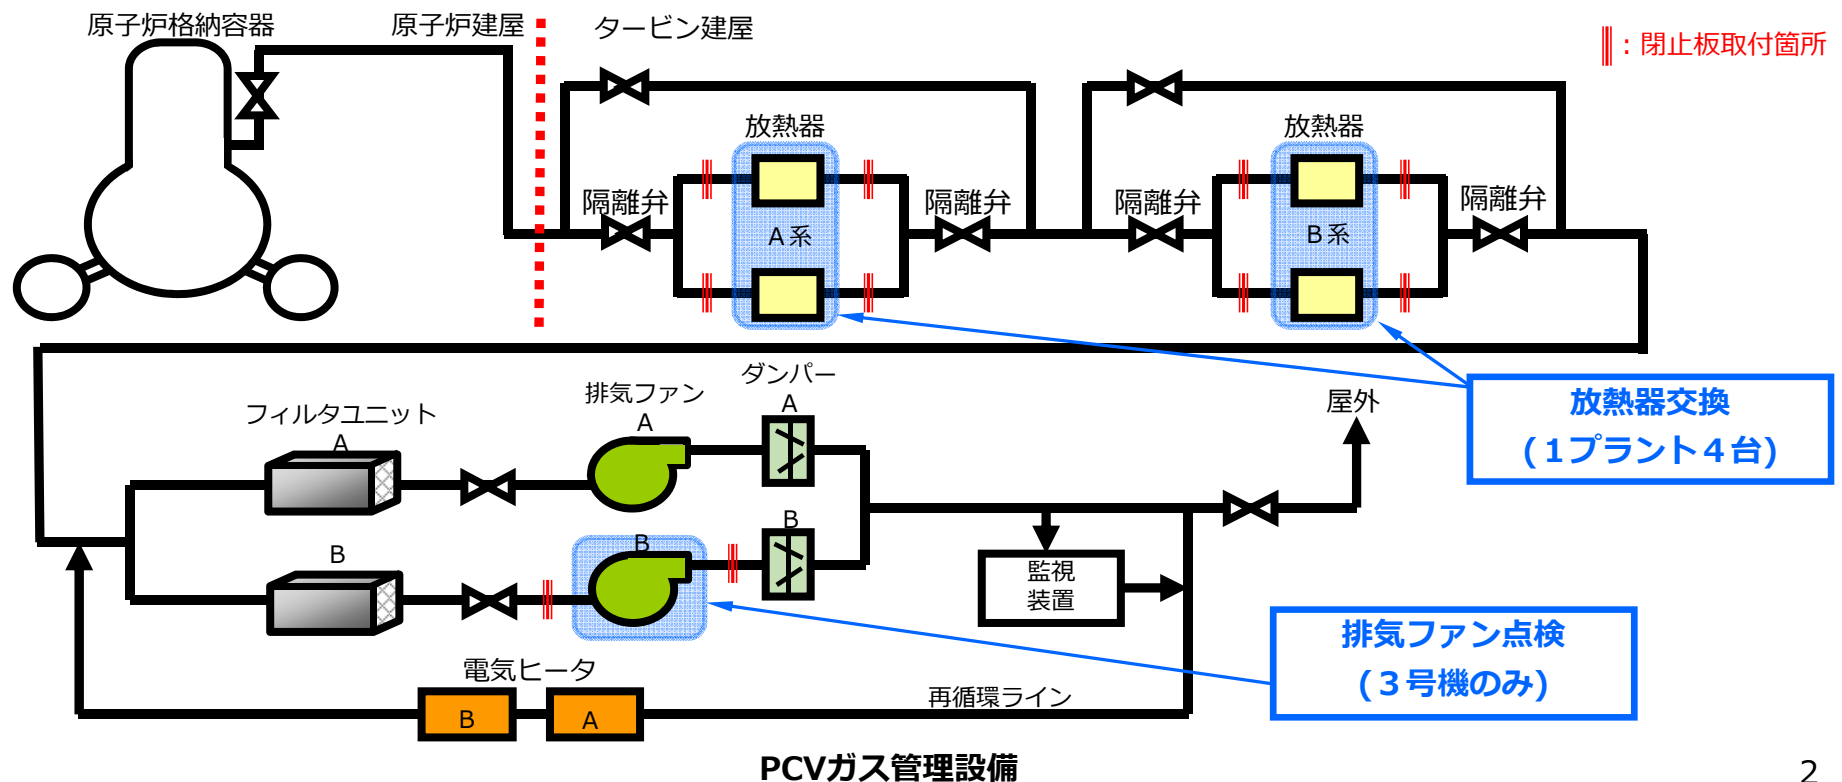 原子炉格納容器
原子炉建屋
タービン建屋
：閉止板取付箇所
放熱器
放熱器
隔離弁
隔離弁
隔離弁
隔離弁
A系
B系
放熱器交換
(１プラント４台)
ダンパー
A
排気ファン
A
屋外
フィルタユニット
A
B
B
B
監視
装置
排気ファン点検
(３号機のみ)
電気ヒータ
B
A
再循環ライン
PCVガス管理設備
2